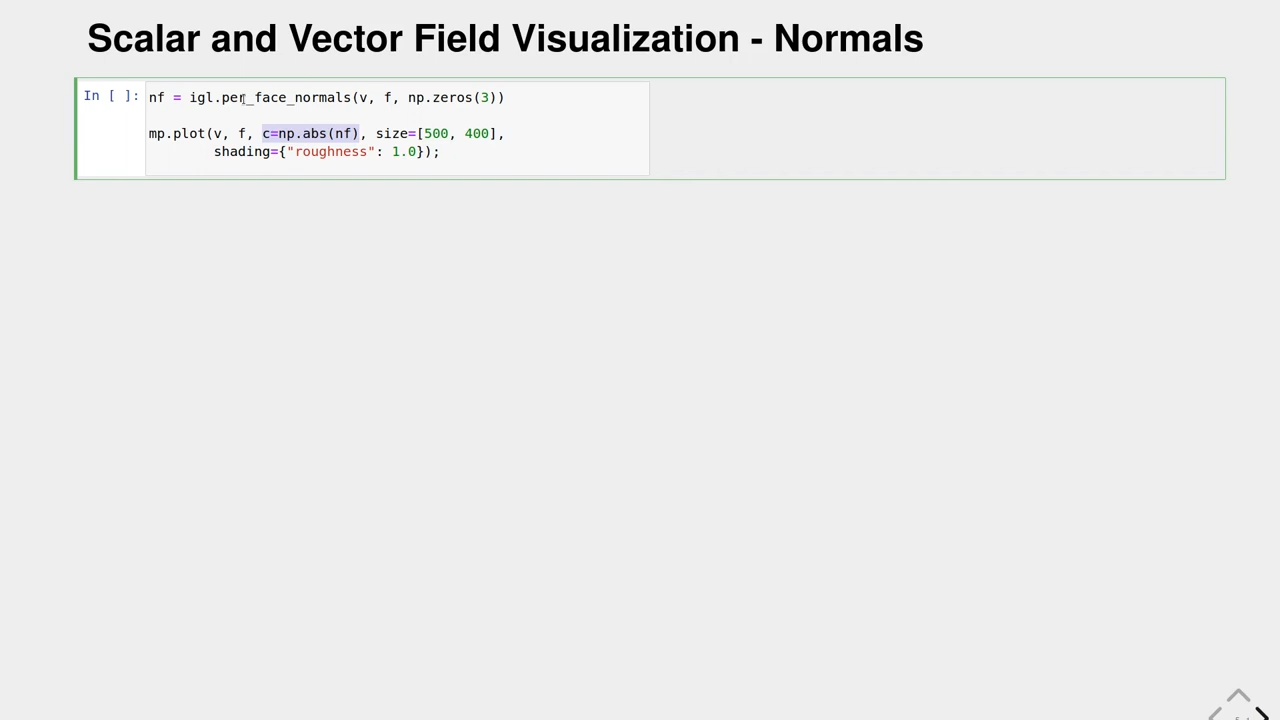 Scalar and Vector Field Visualization - Normals
In [ ]:
nf = igl.per_face_normals(v, f, np.zeros(3))
mp.plot(v, f, c=np.abs(nf), size=[500, 400],
shading={"roughness": 1.0});